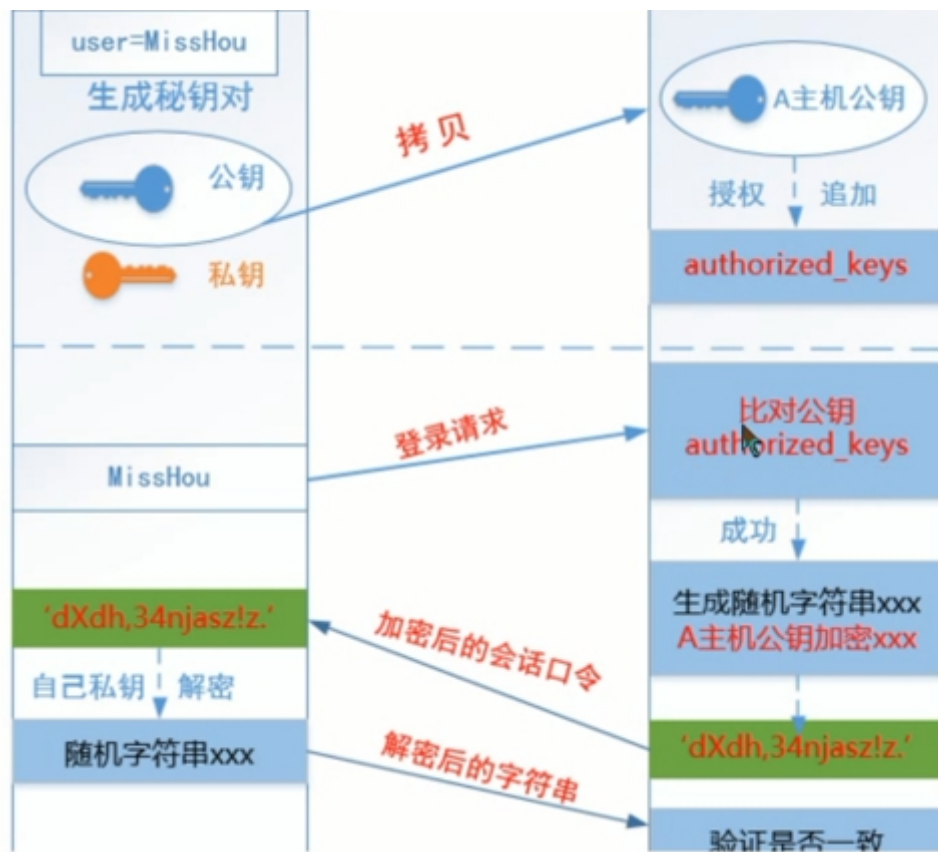 user=MissHou
生成秘钥对
公钥
私钥
拷贝
A主机公钥
授权 追加
authorized_keys
MissHou
登录请求
比对公钥
authorized_keys
成功
生成随机字符串xxx
A主机公钥加密xxx
'dXdh,34njasz!z.'
加密后的会话口令
'dXdh,34njasz!z.'
自己私钥 解密
随机字符串xxx
解密后的字符串
验证是否一致